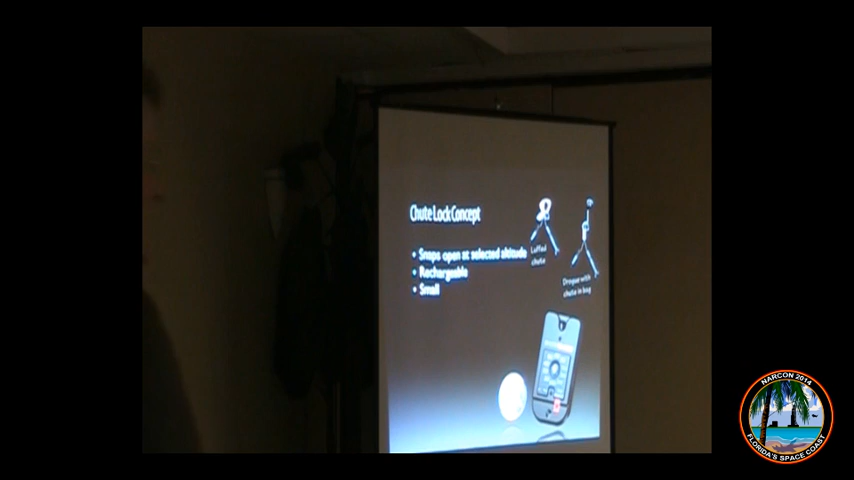 Chute Lock Concept
• Snaps open at selected altitude
• Rechargeable
• Small
Luffed
chute
Drogue with
chute in bag
NARCON 2014
FLORIDA'S SPACE COAST